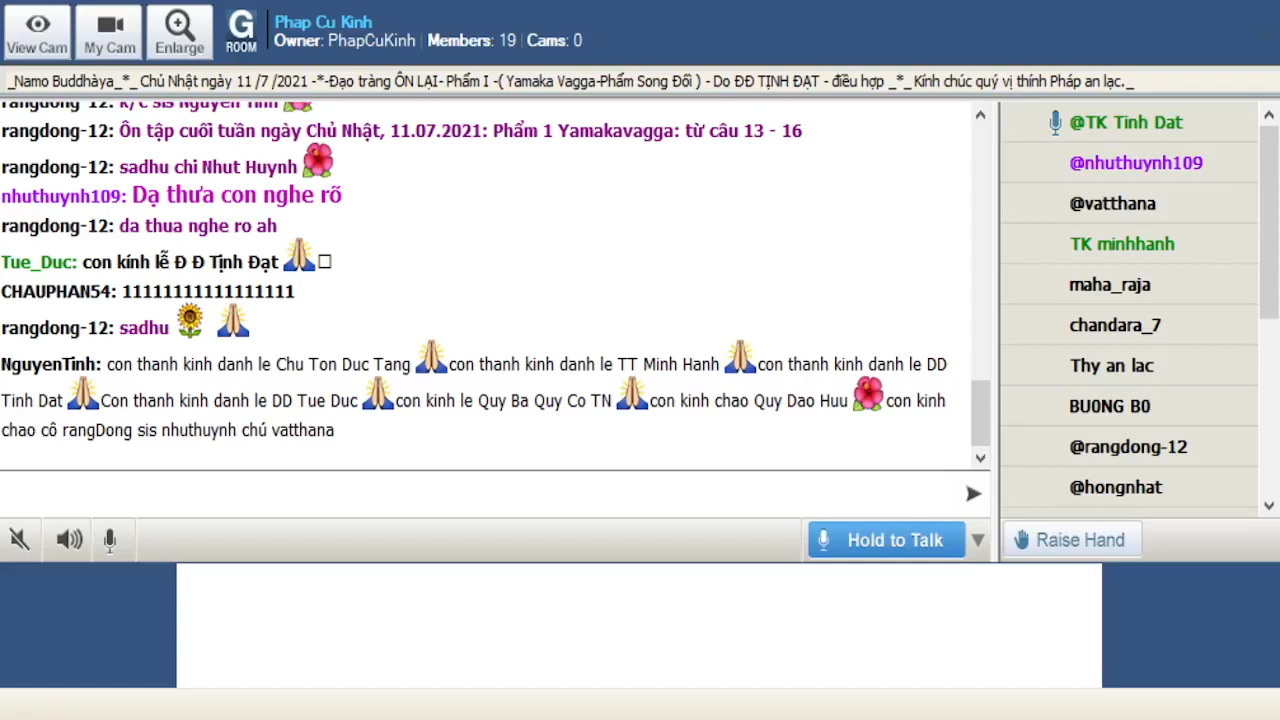 View Cam
My Cam
Enlarge
G ROOM
Phap Cu Kinh
Owner: PhapCuKinh | Members: 19 | Cams: 0
_Namo Buddhàya_*_ Chủ Nhật ngày 11 /7 /2021 -*-Đạo tràng ÔN LẠI- Phẩm I -( Yamaka Vagga-Phẩm Song Đối ) - Do ĐĐ TỊNH ĐẠT - điều hợp _*_ Kính chúc quý vị thính Pháp an lạc._
rangdong-12: k/c sis Nguyen Tinh
rangdong-12: Ôn tập cuối tuần ngày Chủ Nhật, 11.07.2021: Phẩm 1 Yamakavagga: từ câu 13 - 16
rangdong-12: sadhu chi Nhut Huynh
nhuthuynh109: Dạ thưa con nghe rõ
rangdong-12: da thua nghe ro ah
Tue_Duc: con kính lễ Đ Đ Tịnh Đạt
CHAUPHAN54: 11111111111111111
rangdong-12: sadhu
NguyenTinh: con thanh kinh danh le Chu Ton Duc Tang con thanh kinh danh le TT Minh Hanh con thanh kinh danh le DD
Tinh Dat Con thanh kinh danh le DD Tue Duc con kinh le Quy Ba Quy Co TN con kinh chao Quy Dao Huu con kinh
chao cô rangDong sis nhuthuynh chú vatthana
@TK Tinh Dat
@nhuthuynh109
@vatthana
TK minhhanh
maha_raja
chandara_7
Thy an lac
BU0NG B0
@rangdong-12
@hongnhat
Hold to Talk
Raise Hand